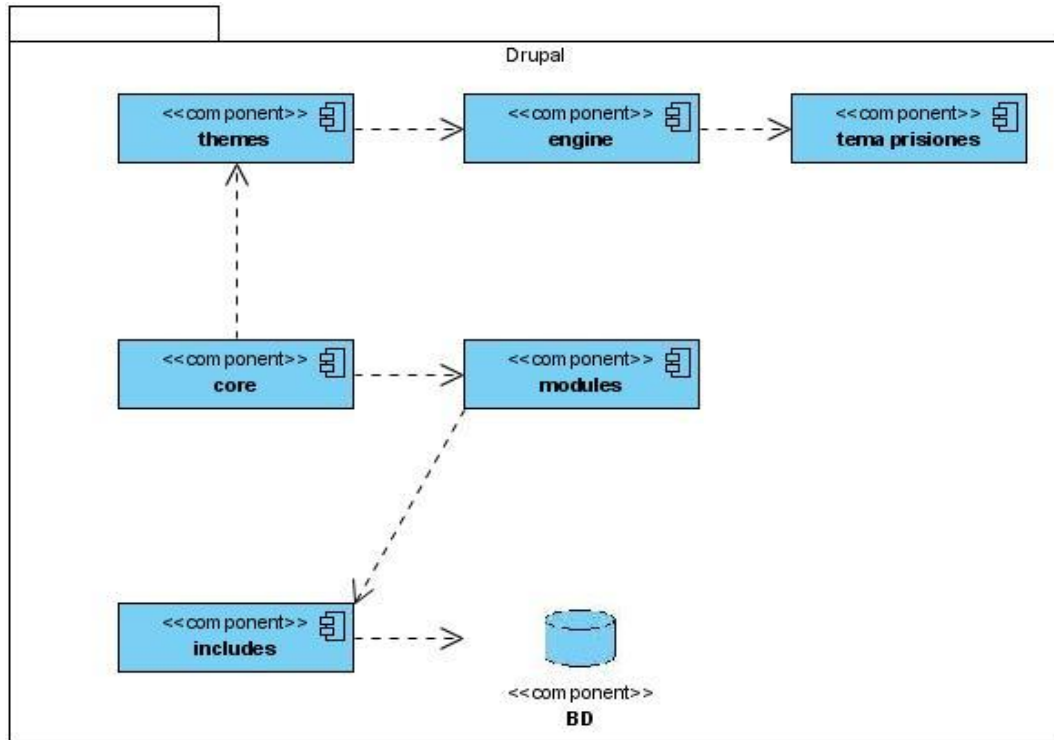 Drupal
<<component>>
themes
<<component>>
engine
<<component>>
tema prisiones
<<component>>
core
<<component>>
modules
<<component>>
includes
<<component>>
BD